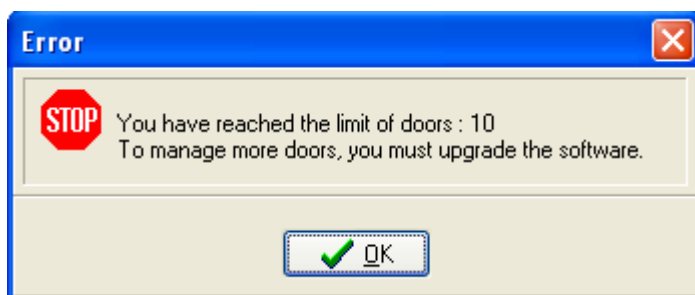 Error
STOP
You have reached the limit of doors : 10
To manage more doors, you must upgrade the software.
OK